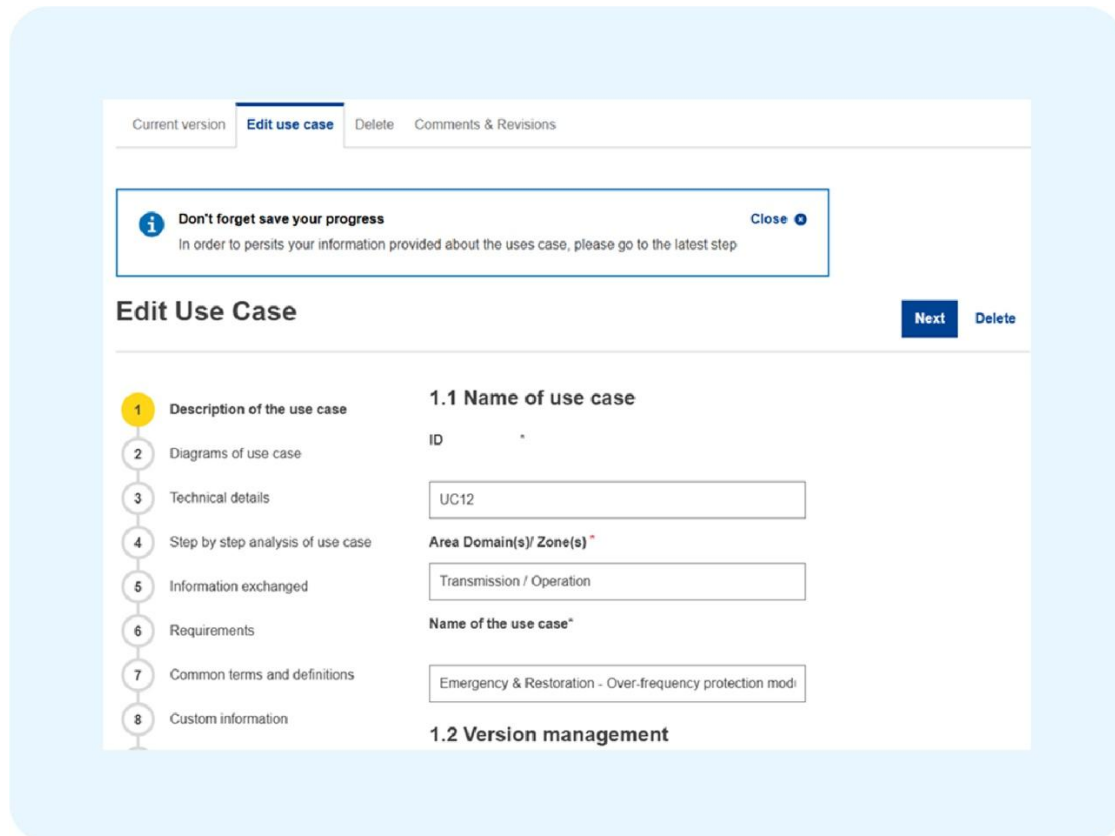 Current version Edit use case Delete Comments & Revisions
Don't forget save your progress Close
In order to persits your information provided about the uses case, please go to the latest step
Edit Use Case
Next Delete
1 Description of the use case
2 Diagrams of use case
3 Technical details
4 Step by step analysis of use case
5 Information exchanged
6 Requirements
7 Common terms and definitions
8 Custom information
1.1 Name of use case
ID *
UC12
Area Domain(s)/ Zone(s) *
Transmission / Operation
Name of the use case*
Emergency & Restoration - Over-frequency protection
1.2 Version management